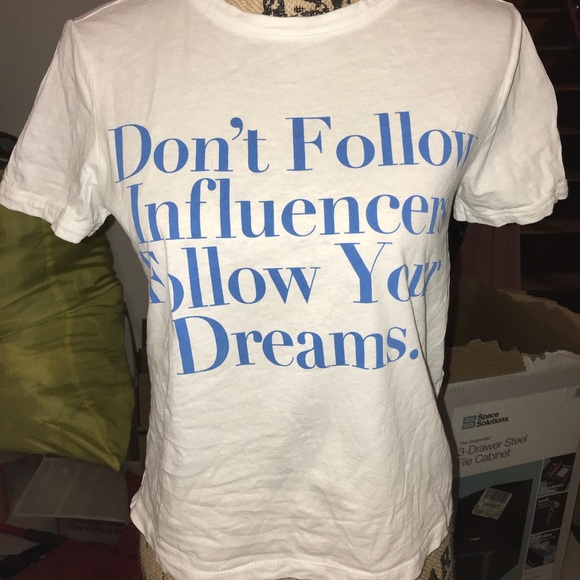 Don't Follow
Influencers
Follow Your
Dreams.
Space
Solutions
3-Drawer Steel
File Cabinet